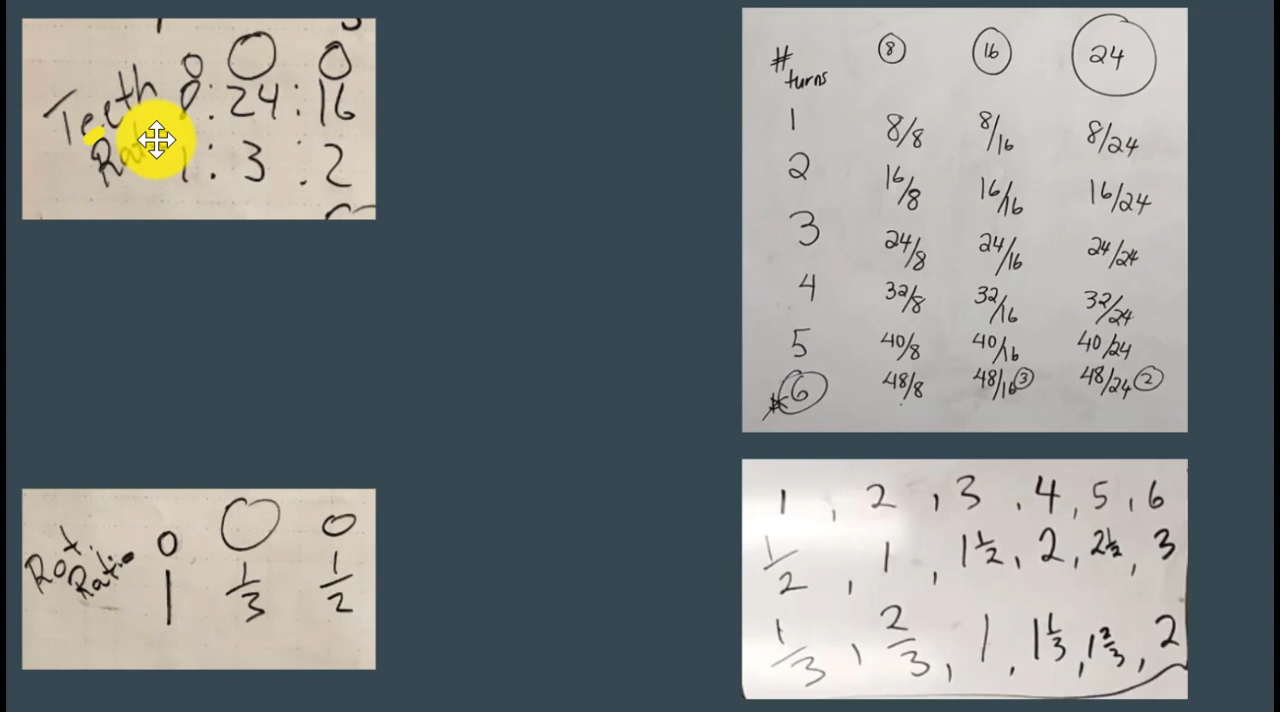 Teeth 8 : 24 : 16
1 : 3 : 2
Rot. Ratio
1 1/3 1/2
# turns 8 16 24
1 8/8 8/16 8/24
2 16/8 16/16 16/24
3 24/8 24/16 24/24
4 32/8 32/16 32/24
5 40/8 40/16 40/24
6 48/8 48/16 3 48/24 2
1, 2, 3, 4, 5, 6
1/2, 1, 1 1/2, 2, 2 1/2, 3
1/3, 2/3, 1, 1 1/3, 1 2/3, 2